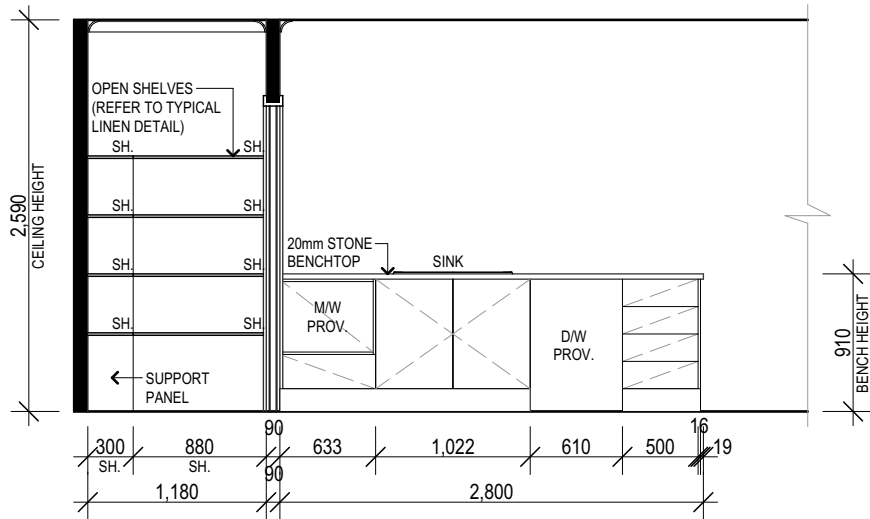 OPEN SHELVES
(REFER TO TYPICAL
LINEN DETAIL)
SH. SH.
SH. SH.
SH. SH.
SH. SH.
SUPPORT
PANEL
2,590
CEILING HEIGHT
20mm STONE
BENCHTOP
SINK
M/W
PROV.
D/W
PROV.
910
BENCH HEIGHT
300 880 90 633 1,022 610 500 16 19
SH. SH.
1,180 90 2,800